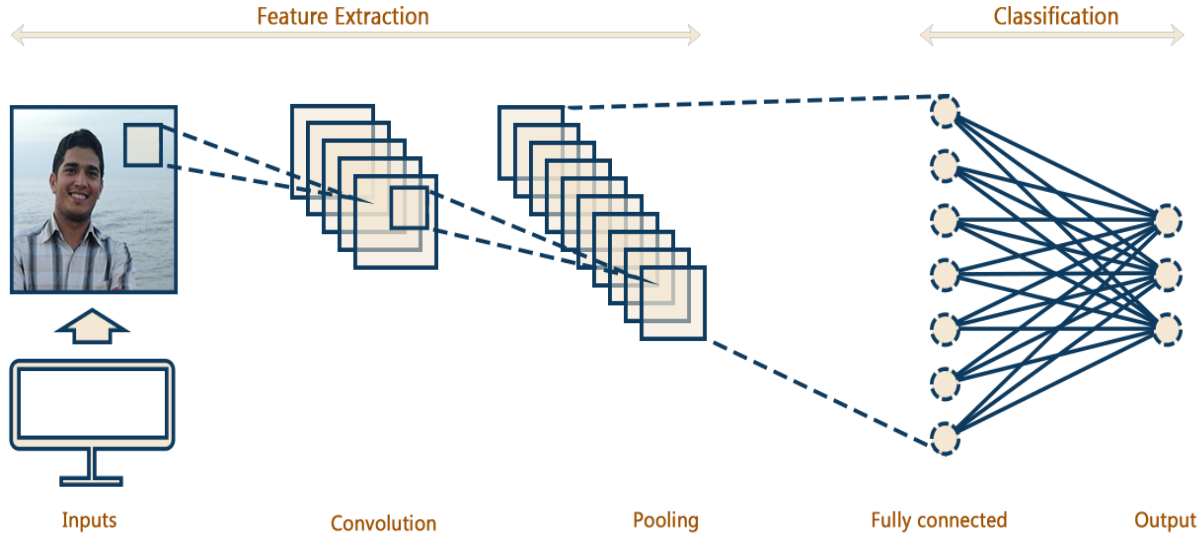 Feature Extraction
Classification
Inputs
Convolution
Pooling
Fully connected
Output